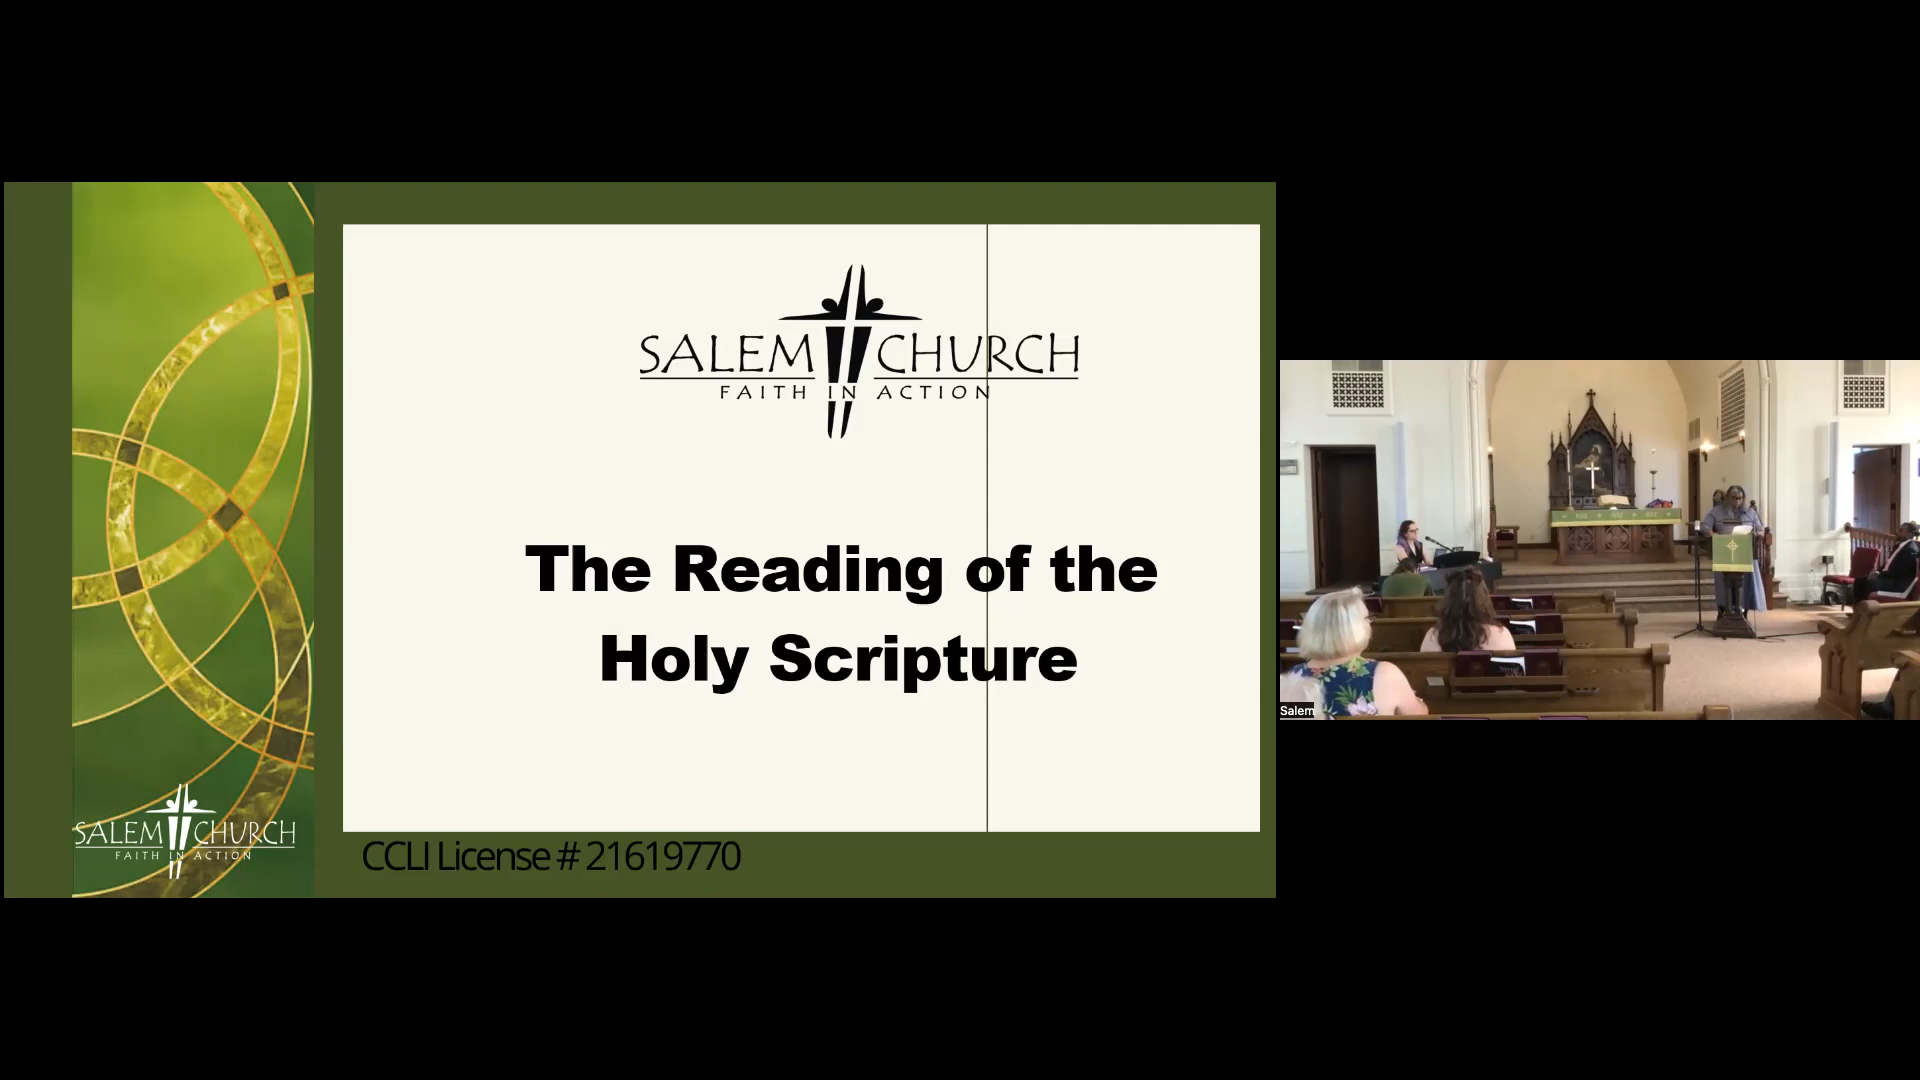 SALEM CHURCH
FAITH IN ACTION
The Reading of the
Holy Scripture
SALEM CHURCH
FAITH IN ACTION
CCLI License # 21619770
Salem